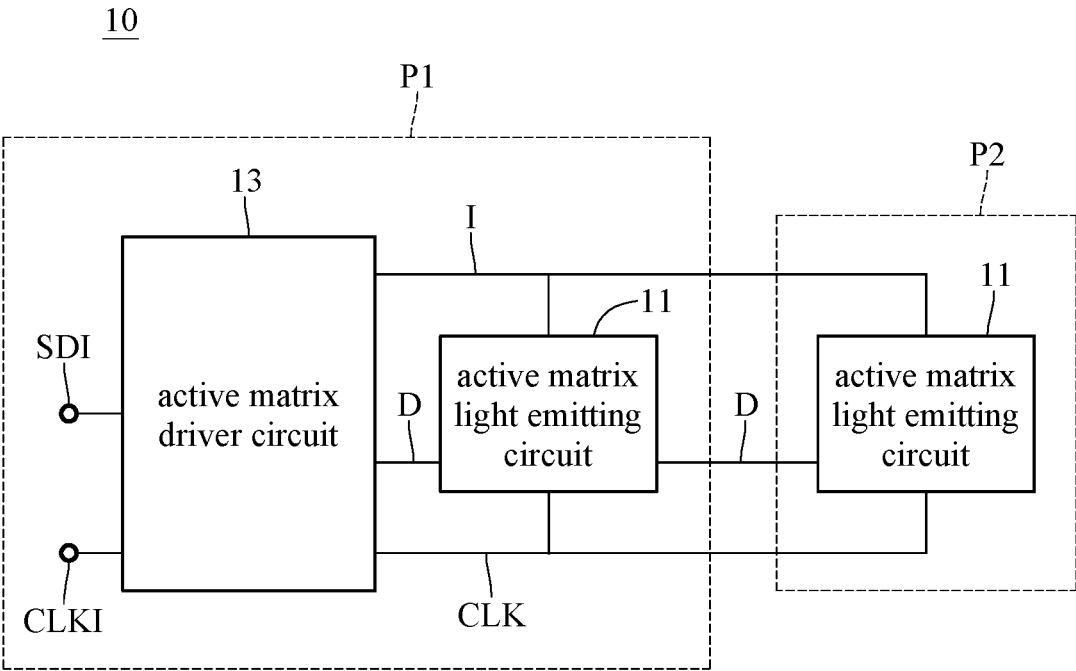 10
P1
P2
13
I
11
11
SDI
active matrix
driver circuit
D
active matrix
light emitting
circuit
D
active matrix
light emitting
circuit
CLKI
CLK